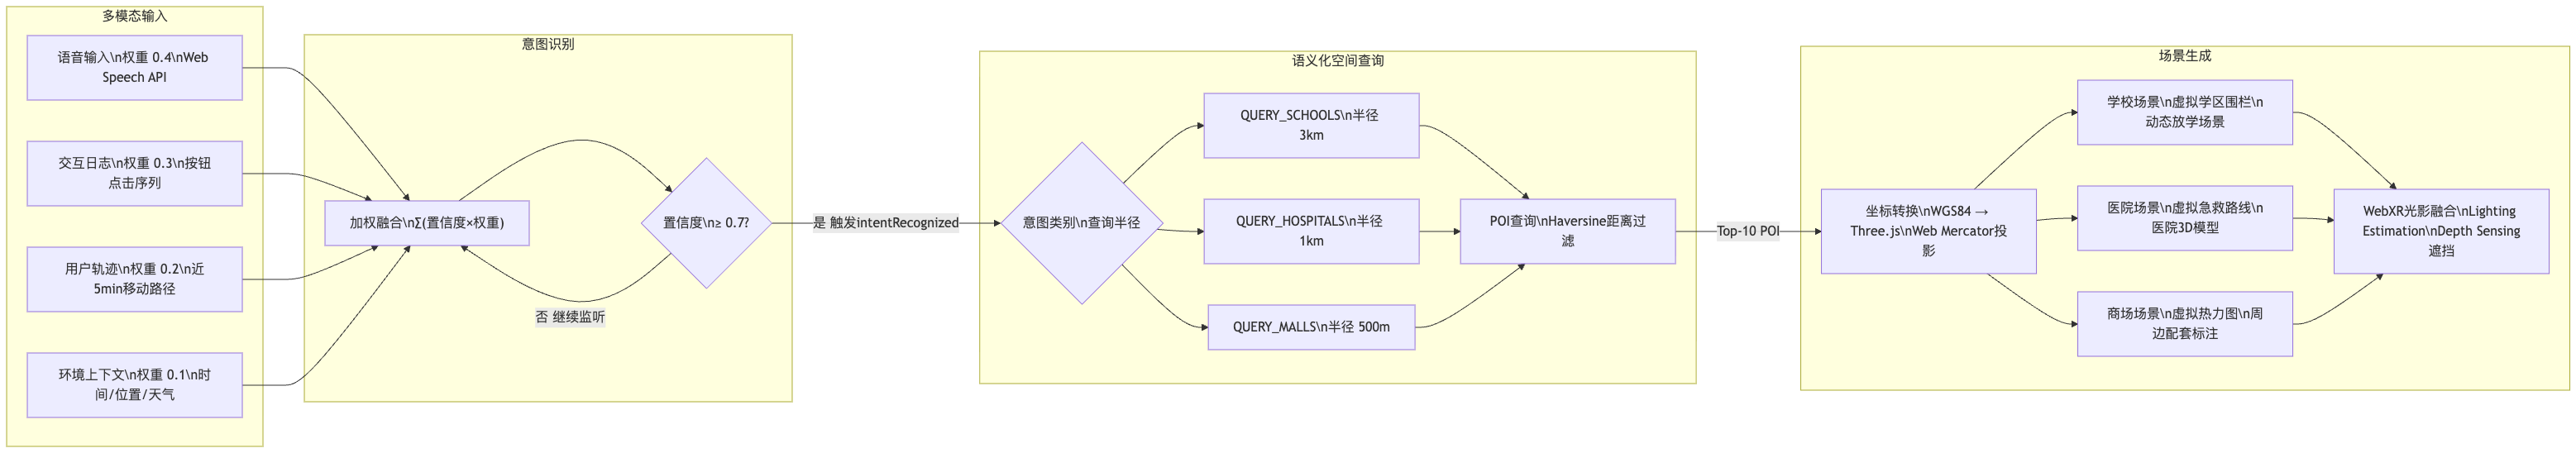 多模态输入
语音输入\n权重 0.4\nWeb
Speech API
交互日志\n权重 0.3\n按钮
点击序列
用户轨迹\n权重 0.2\n近
5min移动路径
环境上下文\n权重 0.1\n时
间/位置/天气
意图识别
加权融合\nΣ(置信度×权重)
置信度\n≥ 0.7?
否 继续监听
是 触发intentRecognized
语义化空间查询
意图类别\n查询半径
QUERY_SCHOOLS\n半径
3km
QUERY_HOSPITALS\n半径
1km
QUERY_MALLS\n半径 500m
POI查询\nHaversine距离过
滤
Top-10 POI
场景生成
坐标转换\nWGS84 →
Three.js\nWeb Mercator投
影
学校场景\n虚拟学区围栏\n
动态放学场景
医院场景\n虚拟急救路线\n
医院3D模型
商场场景\n虚拟热力图\n周
边配套标注
WebXR光影融合\nLighting
Estimation\nDepth Sensing
遮挡